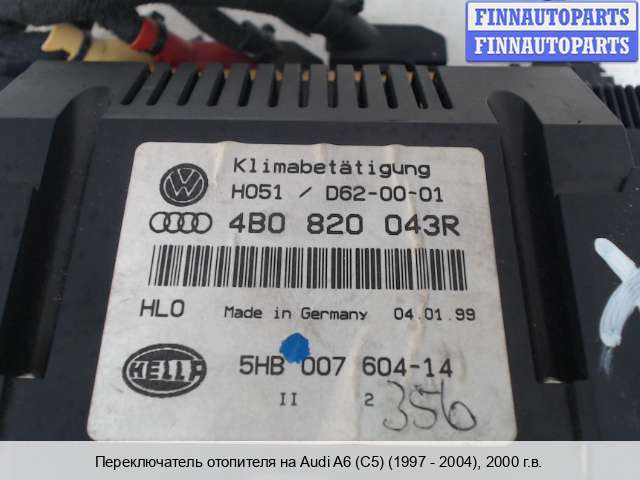 FINNAUTOPARTS
FINNAUTOPARTS
Klimabetätigung
H051 / D62-00-01
4B0 820 043R
HLO Made in Germany 04.01.99
HELLA 5HB 007 604-14
II 2 356
Переключатель отопителя на Audi A6 (C5) (1997 - 2004), 2000 г.в.